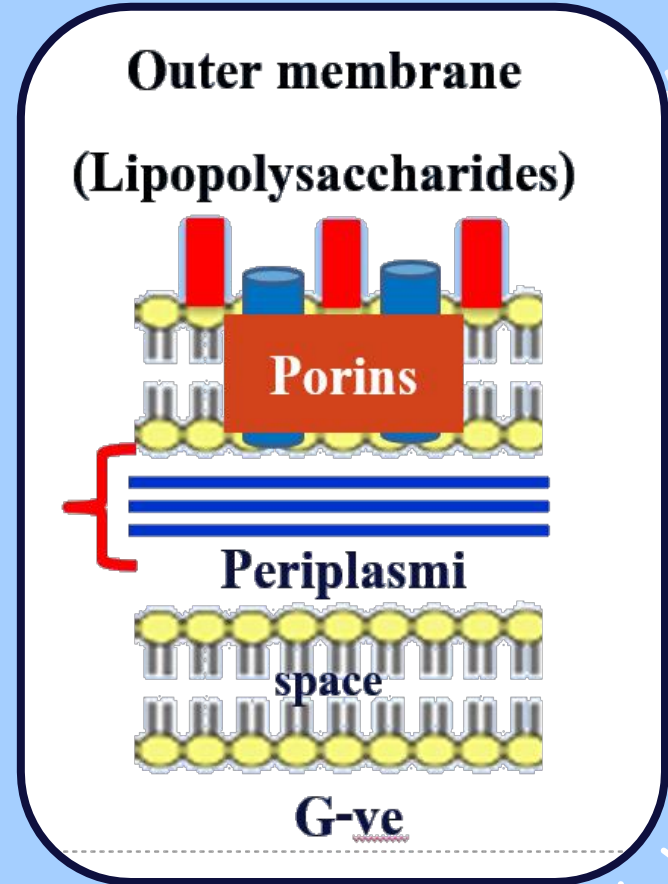 Outer membrane
(Lipopolysaccharides)
Porins
Periplasmi
space
G-ve